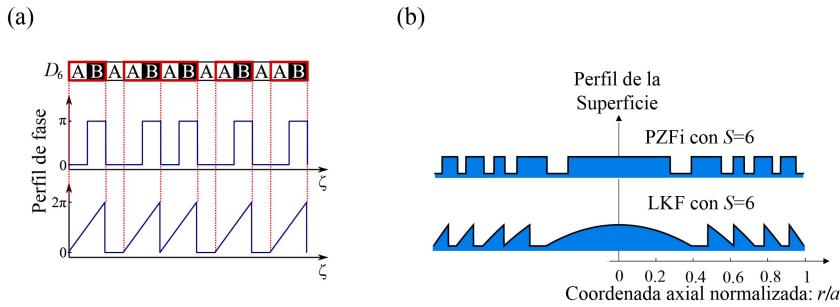 (a)
D₆ A B A A B A B A A B A A B
Perfil de fase
π
0
ζ
2π
0
ζ
(b)
Perfil de la
Superficie
PZFi con S=6
LKF con S=6
0 0.2 0.4 0.6 0.8 1
Coordenada axial normalizada: r/a